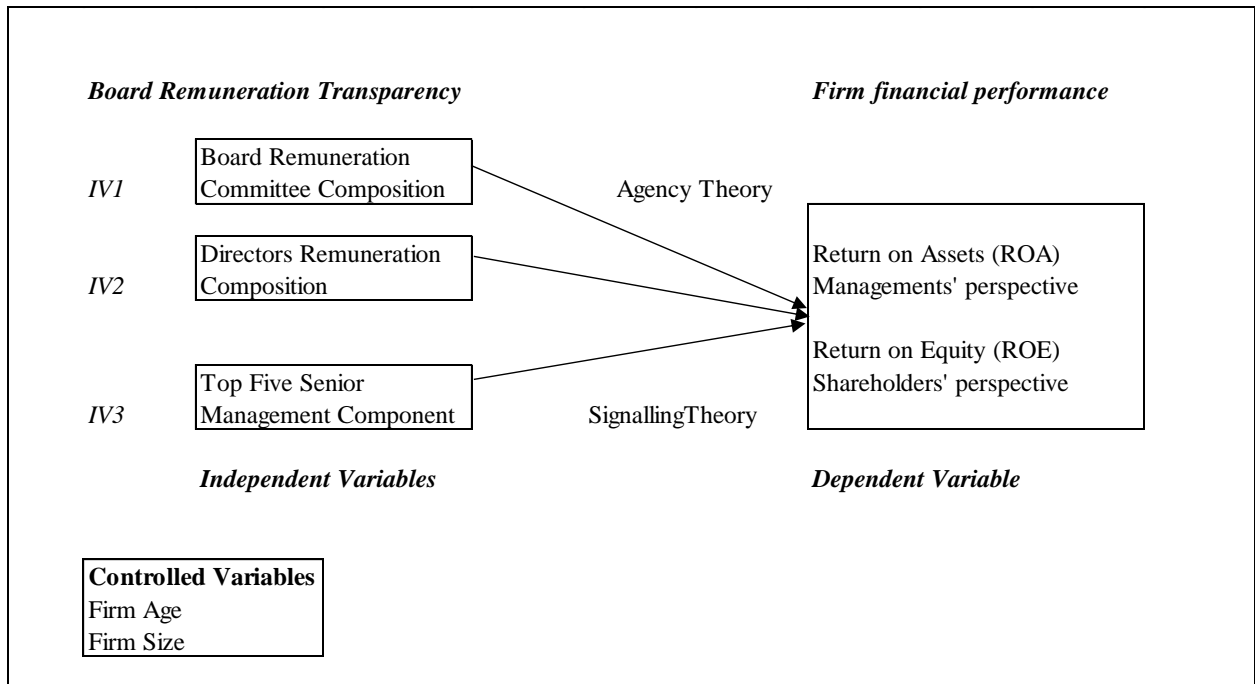 Board Remuneration Transparency
Firm financial performance
IV1
Board Remuneration
Committee Composition
Agency Theory
IV2
Directors Remuneration
Composition
Return on Assets (ROA)
Managements' perspective
Return on Equity (ROE)
Shareholders' perspective
IV3
Top Five Senior
Management Component
SignallingTheory
Independent Variables
Dependent Variable
Controlled Variables
Firm Age
Firm Size